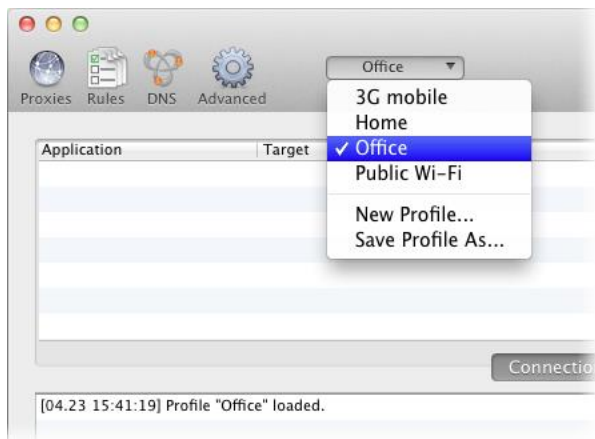 Office
Proxies Rules DNS Advanced
3G mobile
Home
Application Target ✓ Office
Public Wi-Fi
New Profile...
Save Profile As...
[04.23 15:41:19] Profile "Office" loaded.